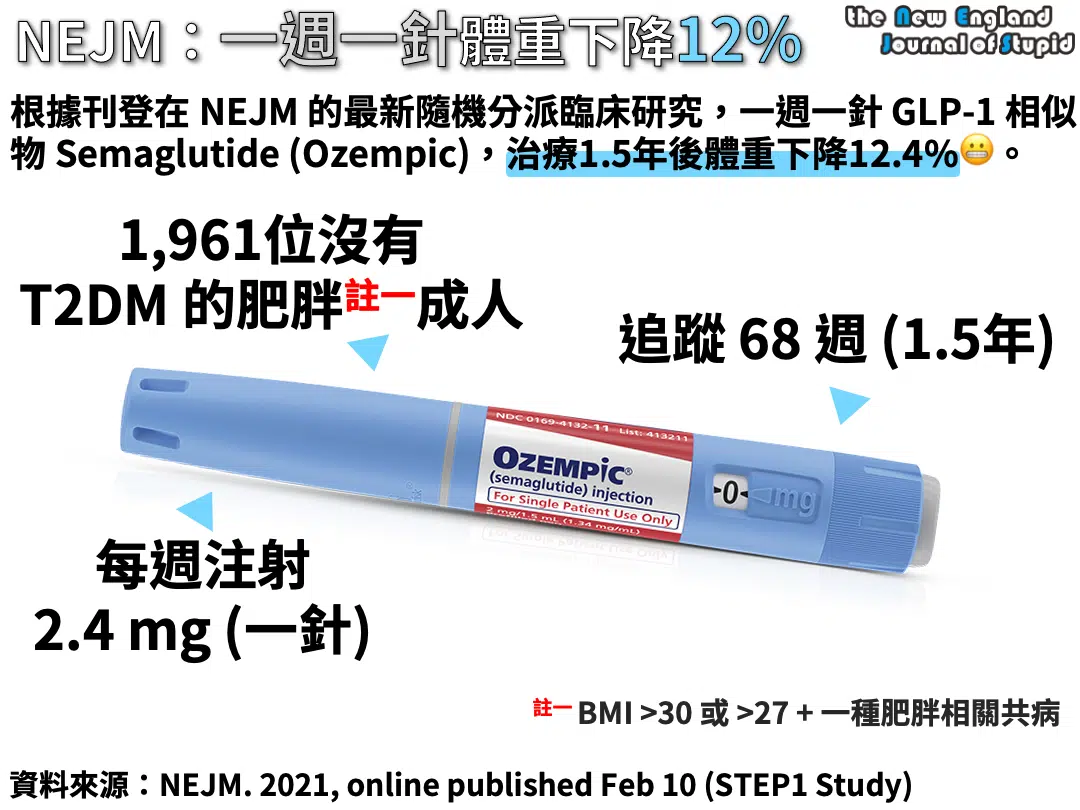 NEJM：一週一針體重下降12%
the New England
Journal of Stupid
根據刊登在 NEJM 的最新隨機分派臨床研究，一週一針 GLP-1 相似
物 Semaglutide (Ozempic)，治療1.5年後體重下降12.4%😬。
1,961位沒有
T2DM 的肥胖註一成人
追蹤 68 週 (1.5年)
NDC 0169-4132-11 List: 413211
OZEMPIC®
(semaglutide) injection
For Single Patient Use Only
2 mg/1.5 mL (1.34 mg/mL)
0 mg
每週注射
2.4 mg (一針)
註一 BMI >30 或 >27 + 一種肥胖相關共病
資料來源：NEJM. 2021, online published Feb 10 (STEP1 Study)